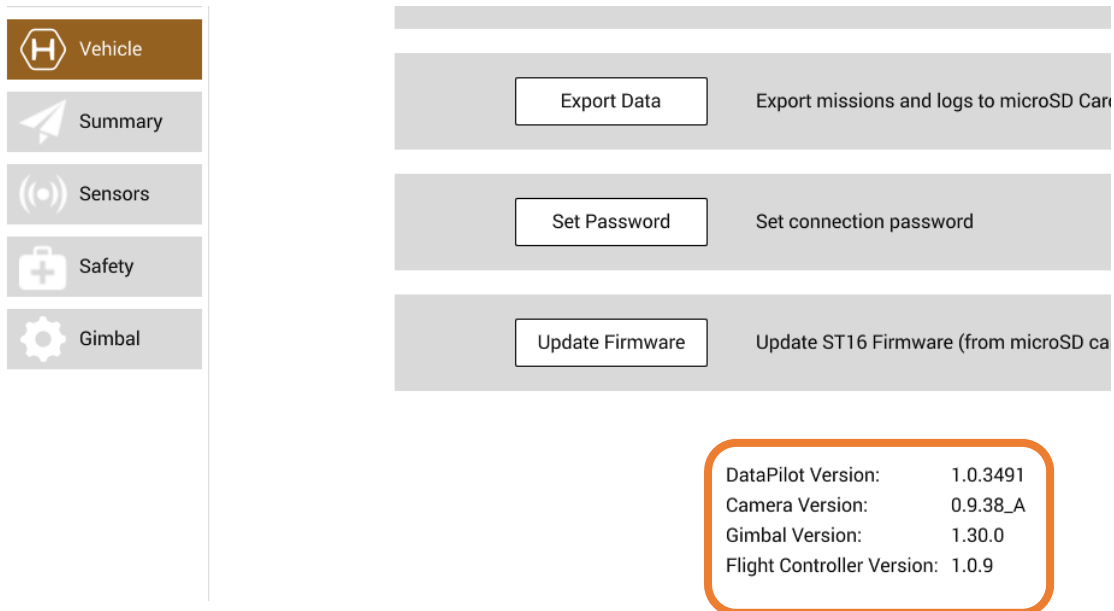 Vehicle
Summary
Sensors
Safety
Gimbal
Export Data Export missions and logs to microSD
Set Password Set connection password
Update Firmware Update ST16 Firmware (from microSD
DataPilot Version: 1.0.3491
Camera Version: 0.9.38_A
Gimbal Version: 1.30.0
Flight Controller Version: 1.0.9